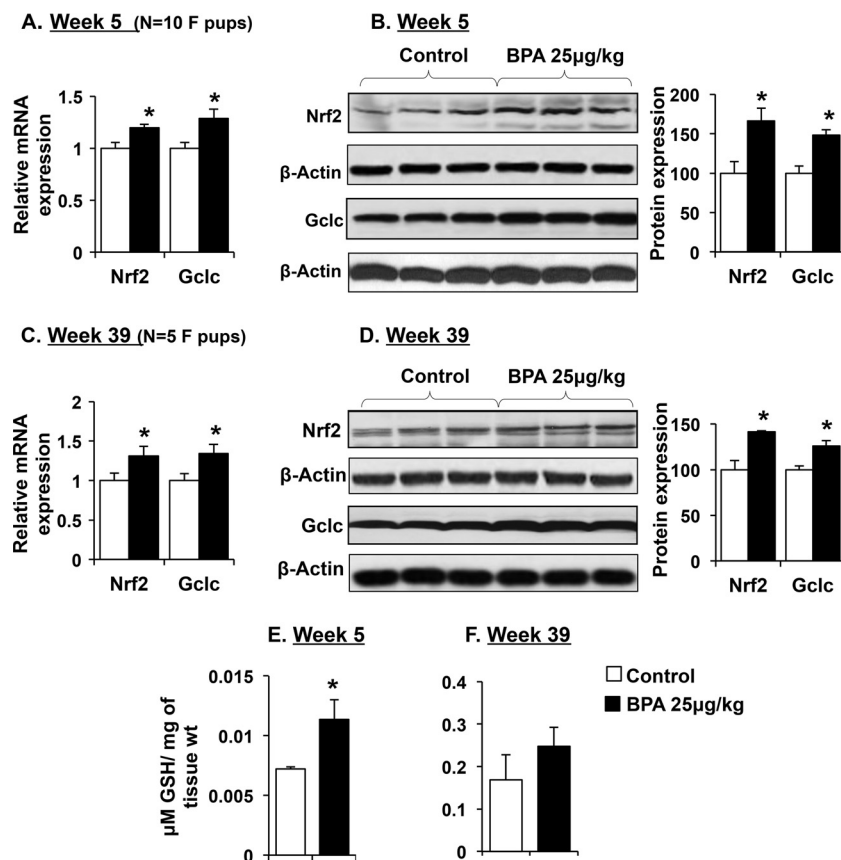 A. Week 5 (N=10 F pups)
B. Week 5
Control
BPA 25µg/kg
Relative mRNA
expression
1.5
1
0.5
0
*
*
Nrf2
Gclc
Nrf2
β-Actin
Gclc
β-Actin
Protein expression
200
150
100
50
0
*
*
Nrf2
Gclc
C. Week 39 (N=5 F pups)
D. Week 39
Control
BPA 25µg/kg
Relative mRNA
expression
2
1.5
1
0.5
0
*
*
Nrf2
Gclc
Nrf2
β-Actin
Gclc
β-Actin
Protein expression
150
100
50
0
*
*
Nrf2
Gclc
E. Week 5
F. Week 39
µM GSH/ mg of
tissue wt
0.015
0.01
0.005
0
*
0.4
0.3
0.2
0.1
0
Control
BPA 25µg/kg